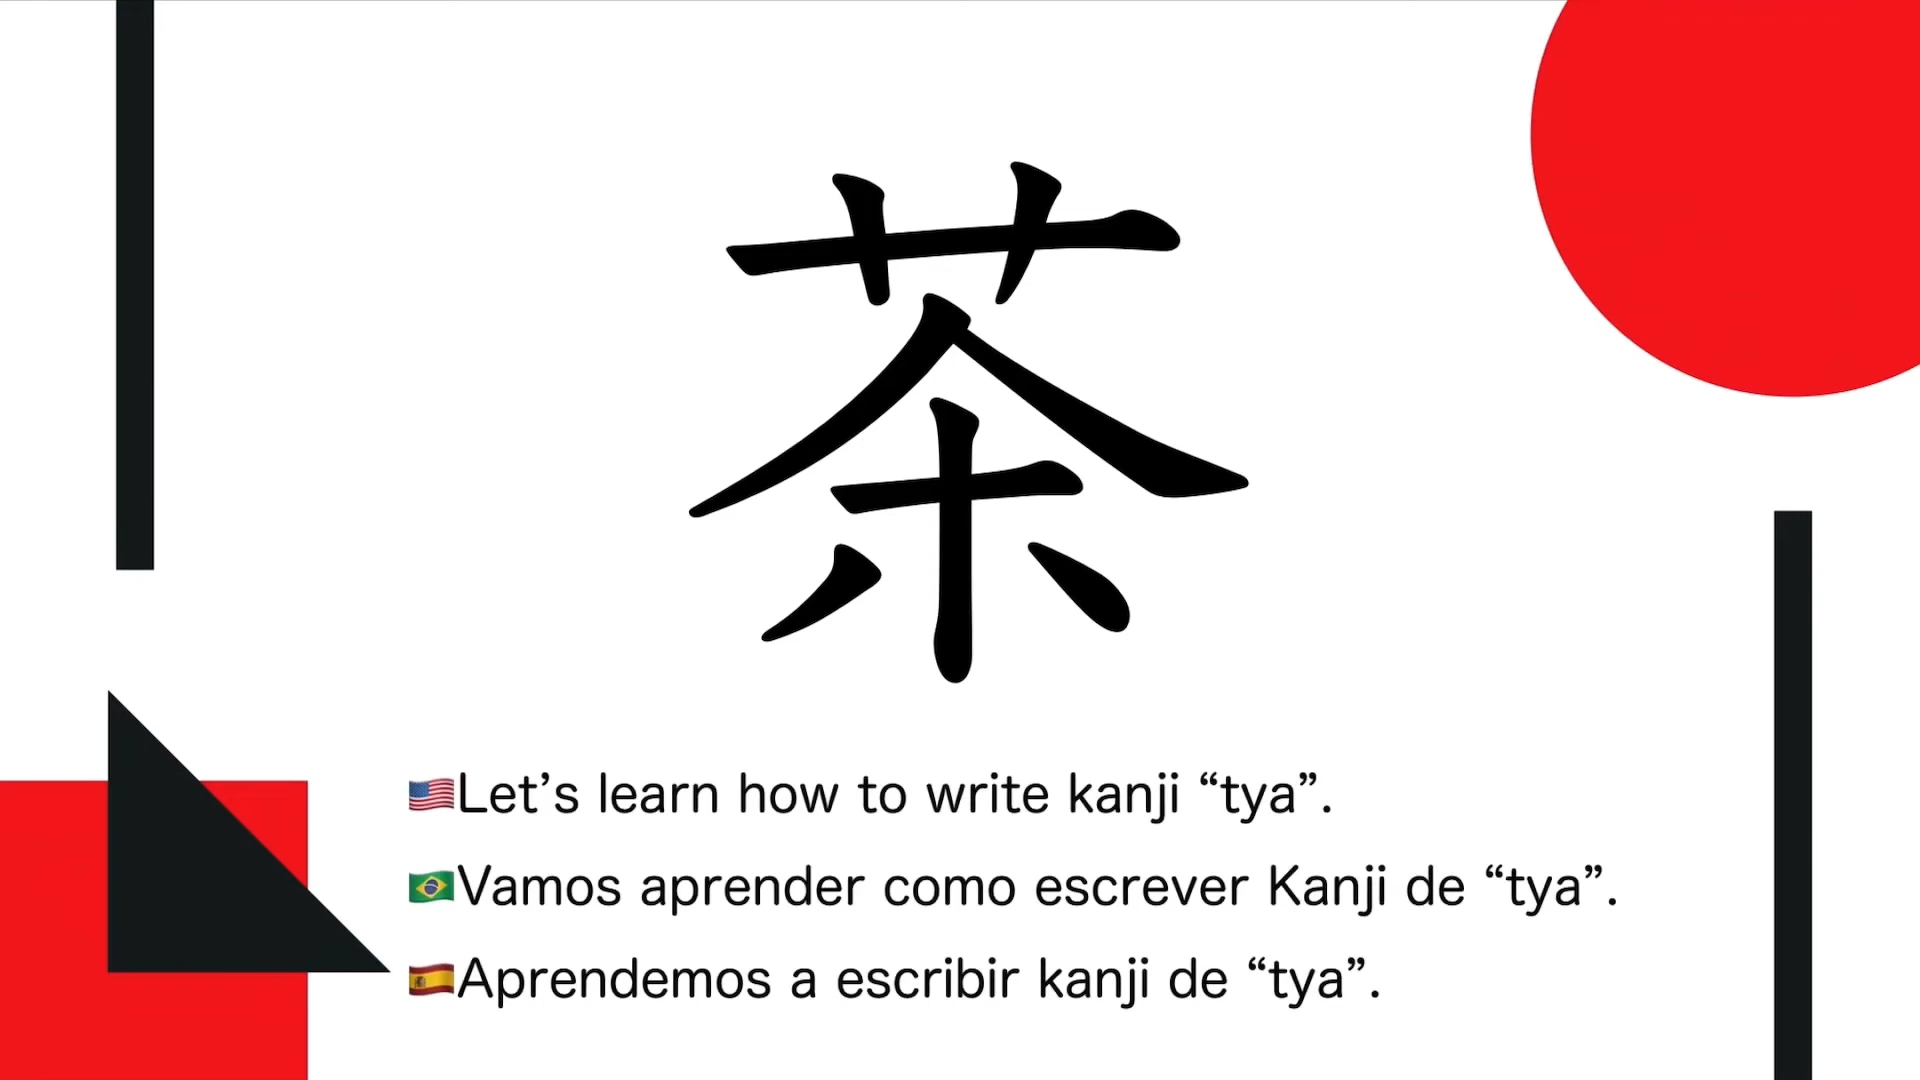 茶
🇺🇸Let’s learn how to write kanji “tya”.
🇧🇷Vamos aprender como escrever Kanji de “tya”.
🇪🇸Aprendemos a escribir kanji de “tya”.